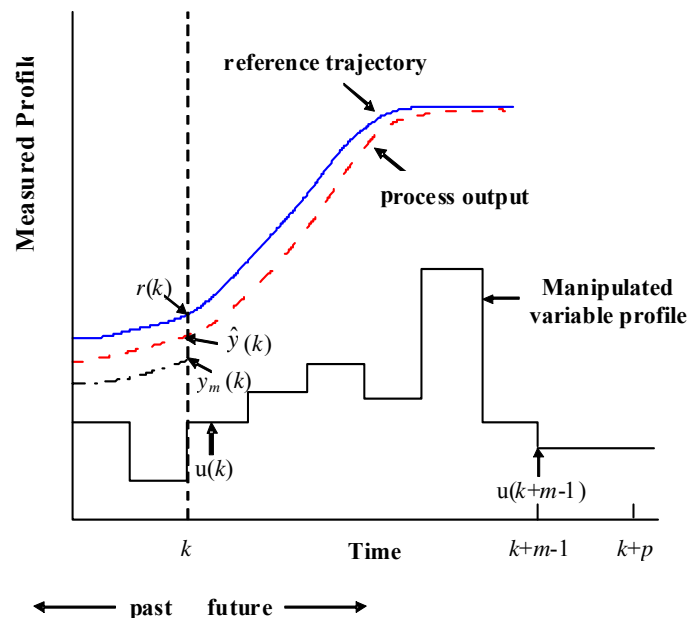 Measured Profile
reference trajectory
process output
r(k)
ŷ(k)
Manipulated
variable profile
y_m(k)
u(k)
u(k+m-1)
k
Time
k+m-1
k+p
past
future